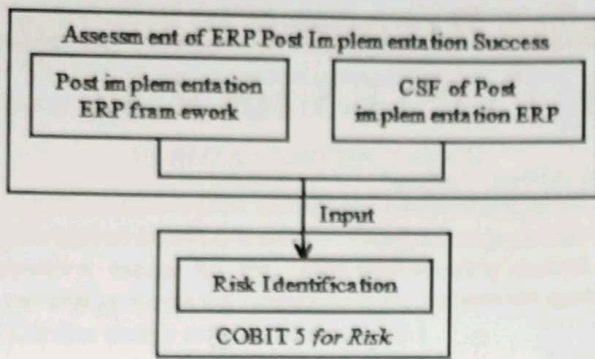 Assessment of ERP Post Implementation Success
Post implementation
ERP framework
CSF of Post
implementation ERP
Input
Risk Identification
COBIT 5 for Risk